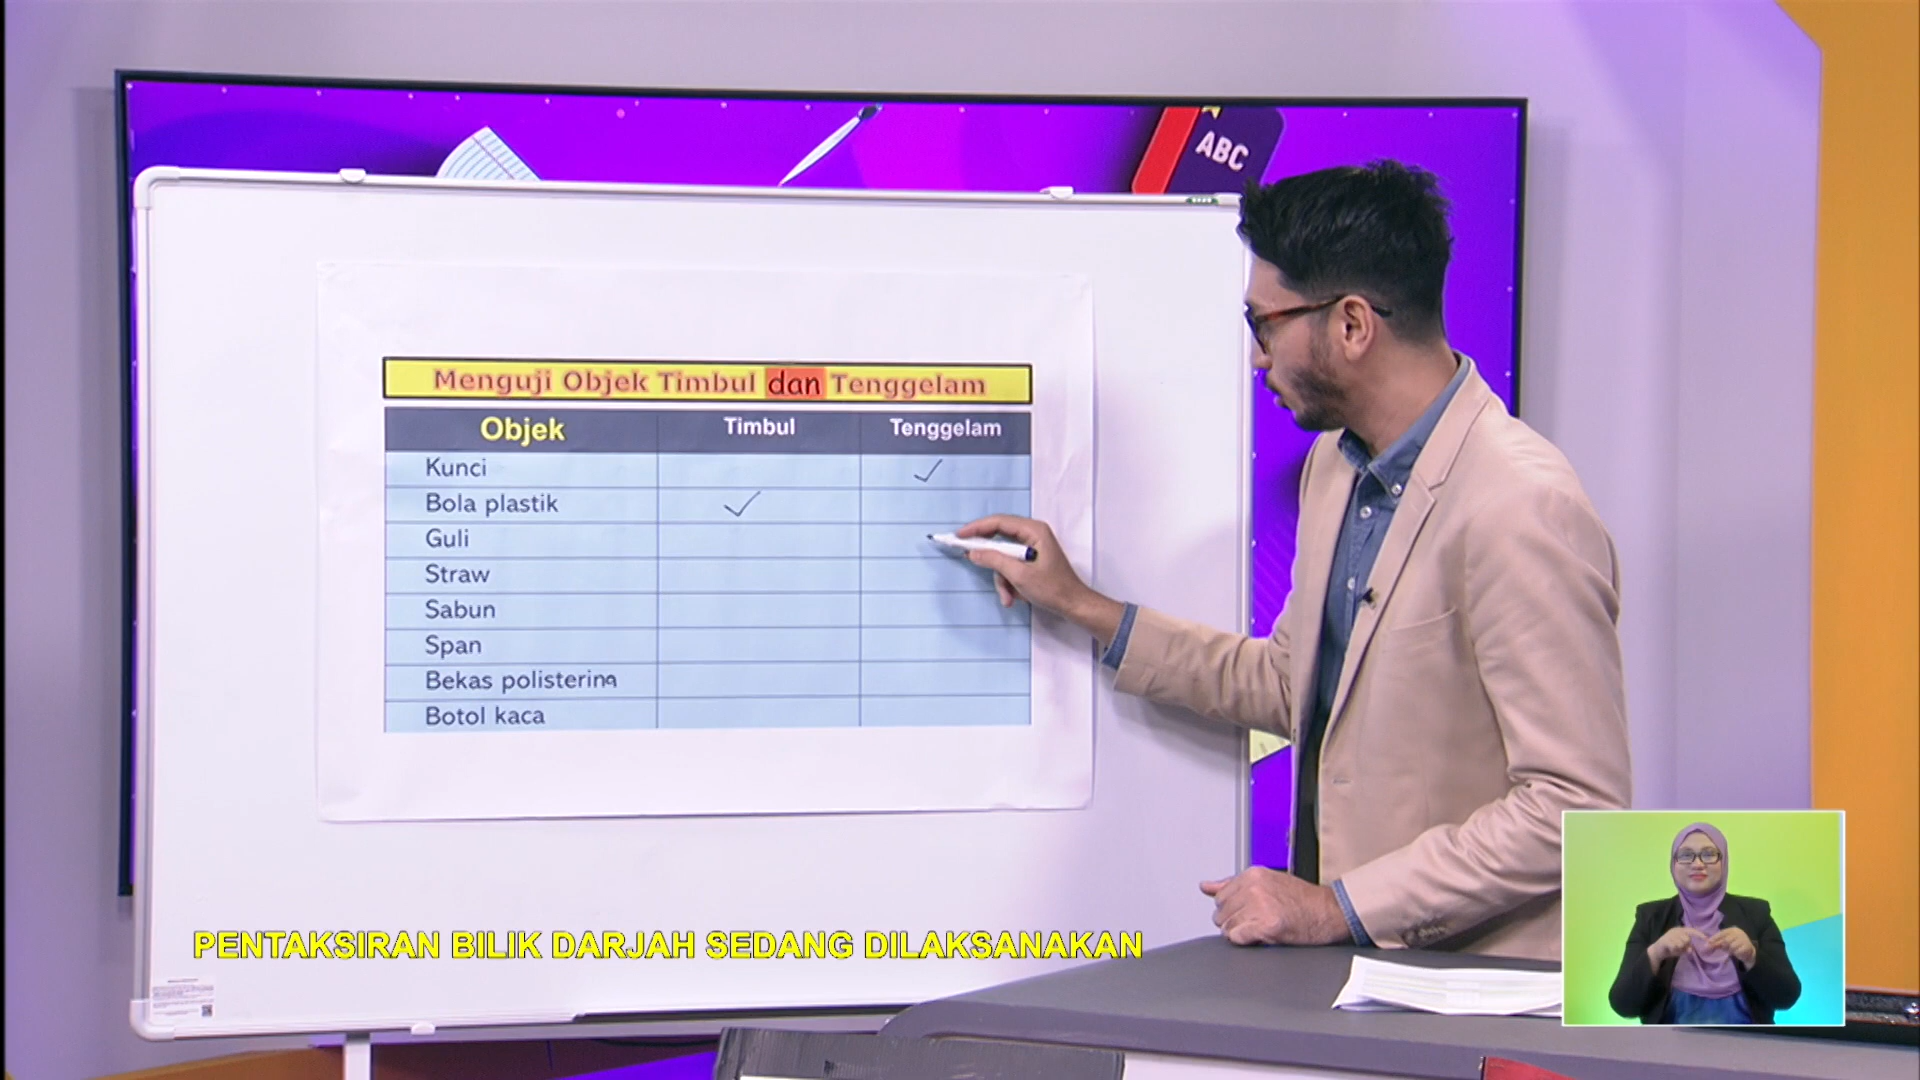 ABC
Menguji Objek Timbul dan Tenggelam
Objek Timbul Tenggelam
Kunci
Bola plastik
Guli
Straw
Sabun
Span
Bekas polisterina
Botol kaca
PENTAKSIRAN BILIK DARJAH SEDANG DILAKSANAKAN